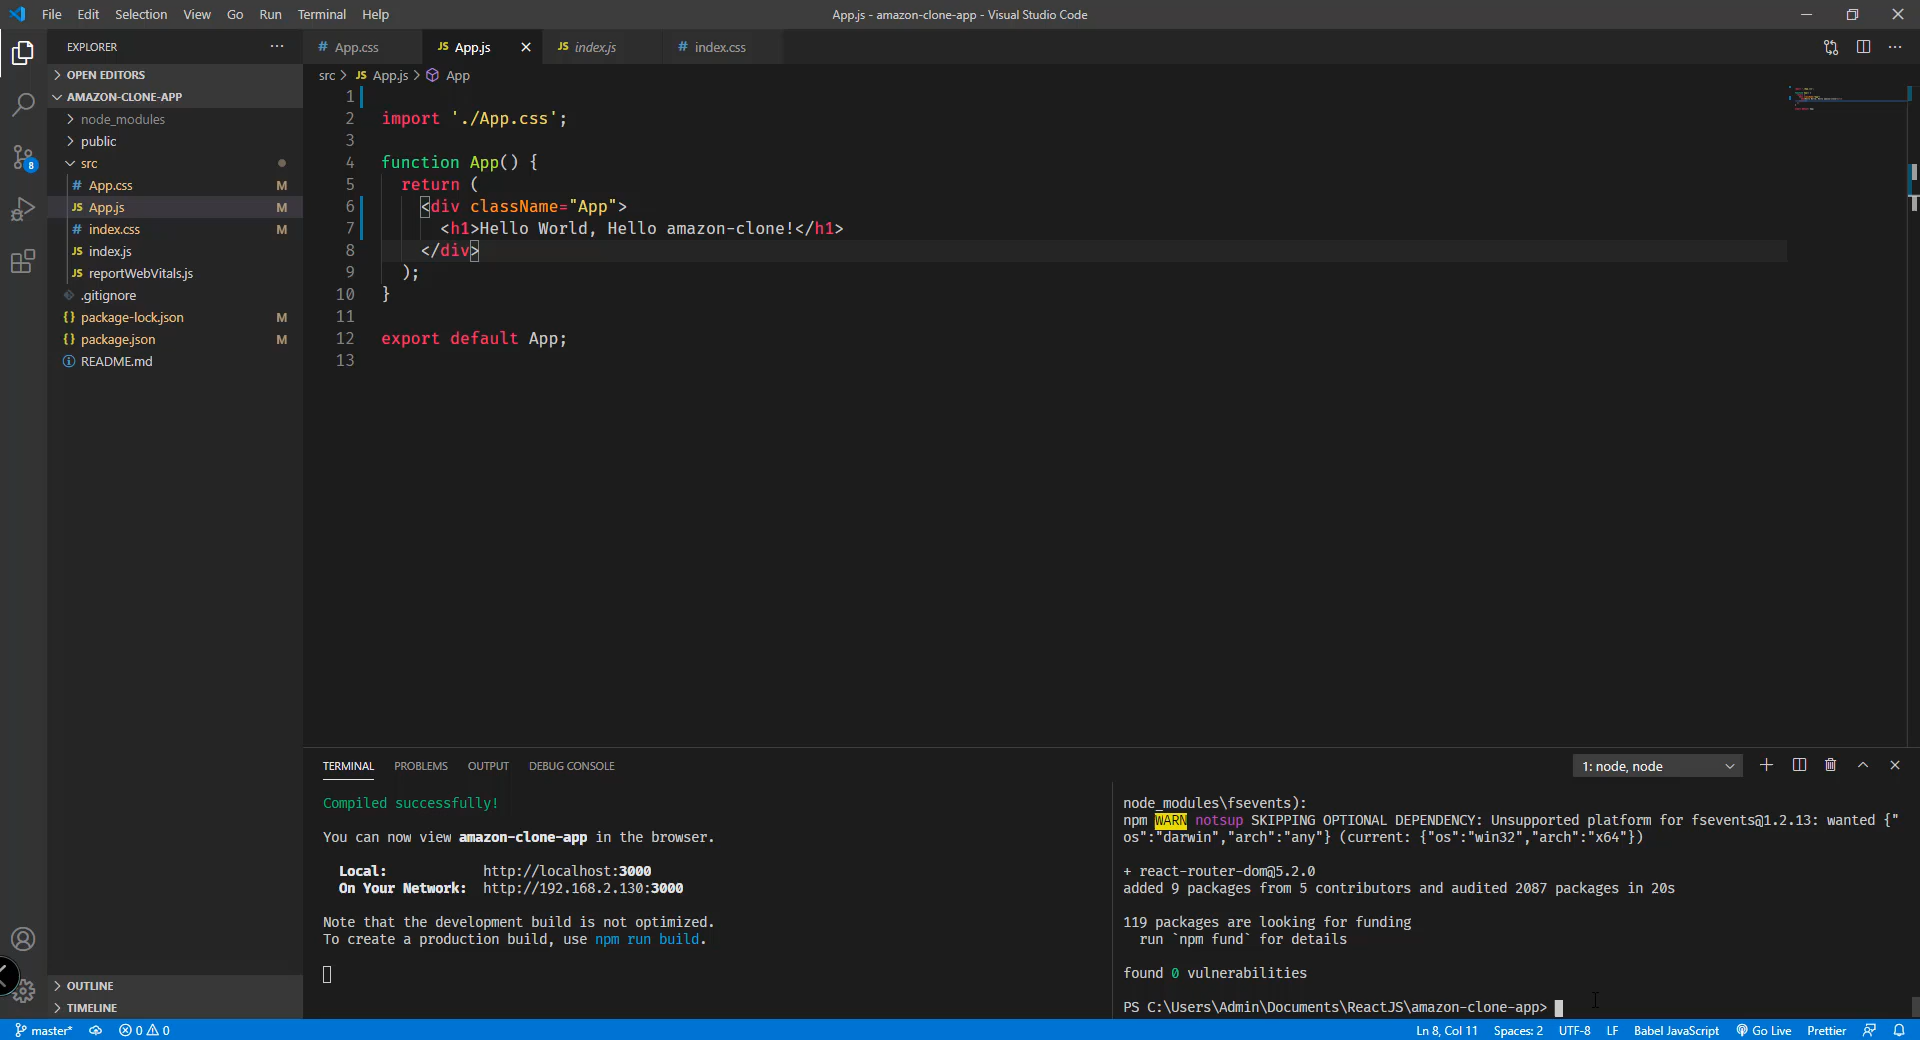 File Edit Selection View Go Run Terminal Help
App.js - amazon-clone-app - Visual Studio Code
EXPLORER
OPEN EDITORS
AMAZON-CLONE-APP
node_modules
public
src
# App.css M
JS App.js M
# index.css M
JS index.js
JS reportWebVitals.js
.gitignore
{} package-lock.json M
{} package.json M
README.md
OUTLINE
TIMELINE
8
# App.css
JS App.js
JS index.js
# index.css
src > JS App.js > App
1
2 import './App.css';
3
4 function App() {
5 return (
6 <div className="App">
7 <h1>Hello World, Hello amazon-clone!</h1>
8 </div>
9 );
10 }
11
12 export default App;
13
TERMINAL PROBLEMS OUTPUT DEBUG CONSOLE
1: node, node
Compiled successfully!
You can now view amazon-clone-app in the browser.
Local: http://localhost:3000
On Your Network: http://192.168.2.130:3000
Note that the development build is not optimized.
To create a production build, use npm run build.
node_modules\fsevents):
npm WARN notsup SKIPPING OPTIONAL DEPENDENCY: Unsupported platform for fsevents@1.2.13: wanted {"
os":"darwin","arch":"any"} (current: {"os":"win32","arch":"x64"})
+ react-router-dom@5.2.0
added 9 packages from 5 contributors and audited 2087 packages in 20s
119 packages are looking for funding
run `npm fund` for details
found 0 vulnerabilities
PS C:\Users\Admin\Documents\ReactJS\amazon-clone-app>
master* 0 0
Ln 8, Col 11 Spaces: 2 UTF-8 LF Babel JavaScript Go Live Prettier